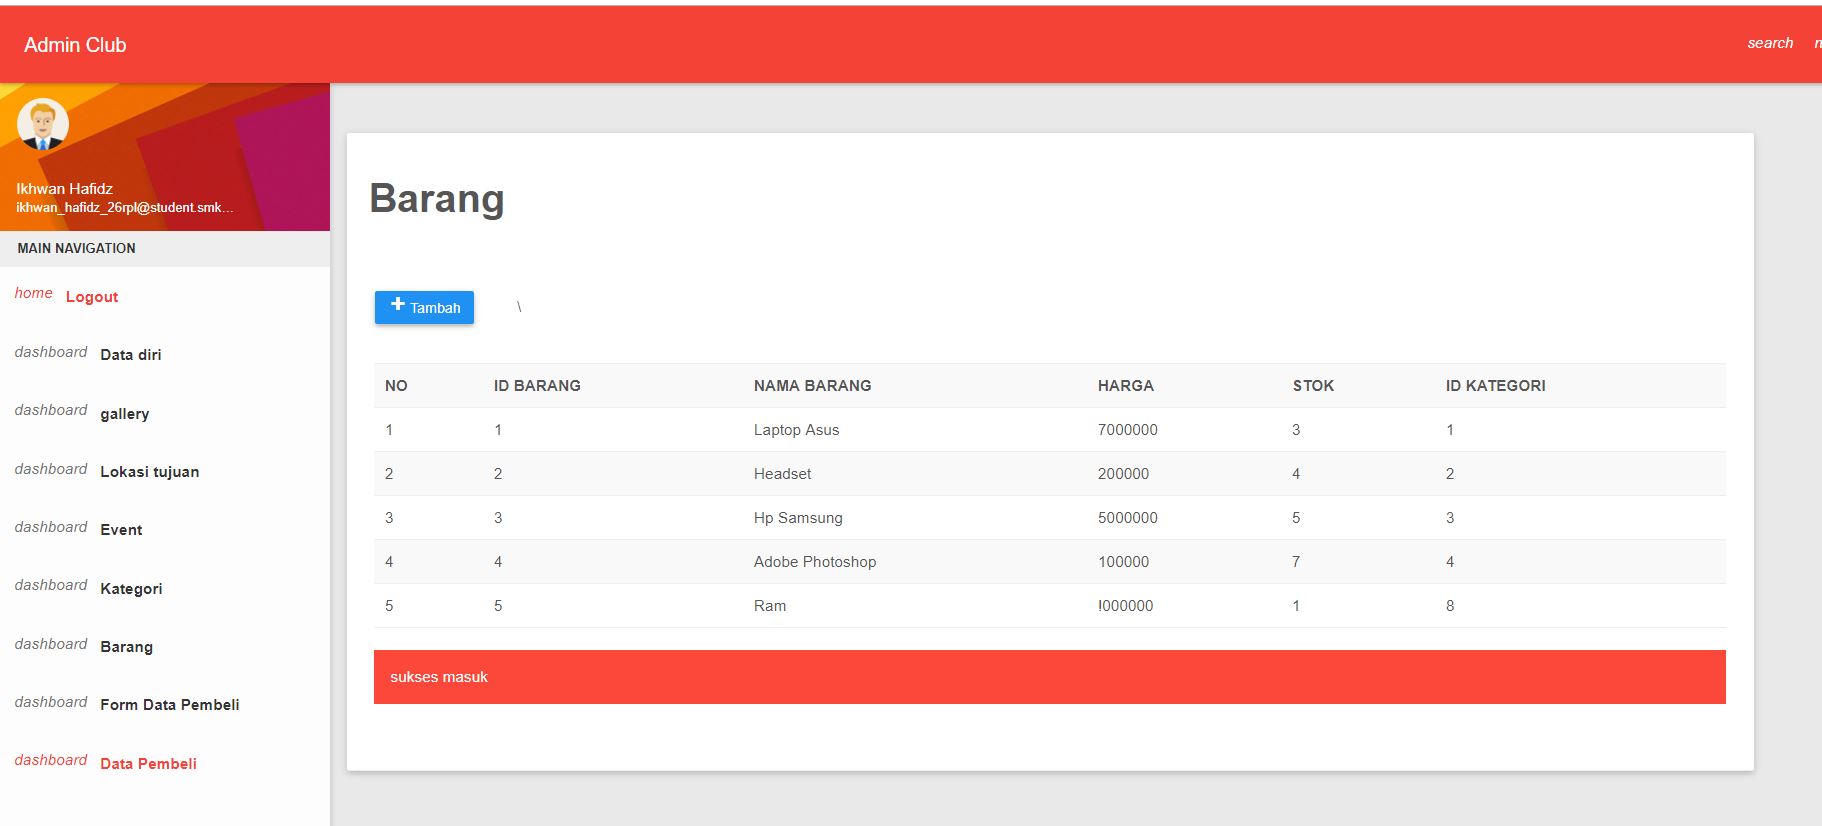 Admin Club
search
Ikhwan Hafidz
ikhwan_hafidz_26rpl@student.smk...
MAIN NAVIGATION
home Logout
dashboard Data diri
dashboard gallery
dashboard Lokasi tujuan
dashboard Event
dashboard Kategori
dashboard Barang
dashboard Form Data Pembeli
dashboard Data Pembeli
Barang
+ Tambah \
NO ID BARANG NAMA BARANG HARGA STOK ID KATEGORI
1 1 Laptop Asus 7000000 3 1
2 2 Headset 200000 4 2
3 3 Hp Samsung 5000000 5 3
4 4 Adobe Photoshop 100000 7 4
5 5 Ram !000000 1 8
sukses masuk